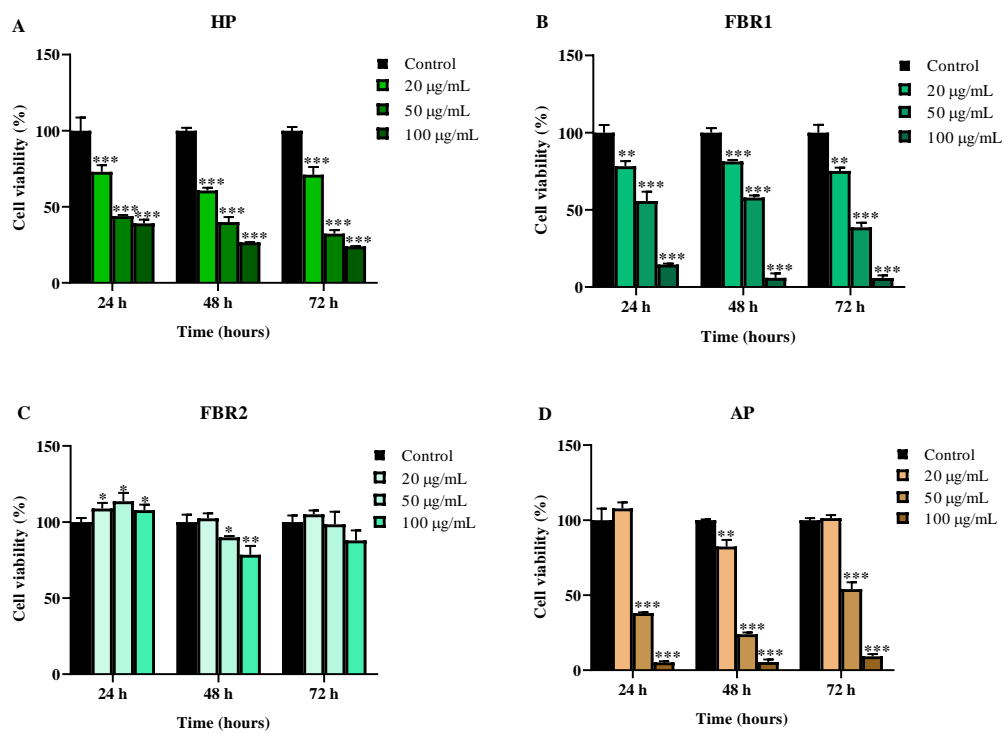 A
HP
Cell viability (%)
150
100
50
0
*** *** ***
*** *** ***
*** *** ***
24 h 48 h 72 h
Time (hours)
Control
20 µg/mL
50 µg/mL
100 µg/mL
B
FBR1
Cell viability (%)
150
100
50
0
** *** ***
*** *** ***
** *** ***
24 h 48 h 72 h
Time (hours)
Control
20 µg/mL
50 µg/mL
100 µg/mL
C
FBR2
Cell viability (%)
150
100
50
0
* * *
* **
24 h 48 h 72 h
Time (hours)
Control
20 µg/mL
50 µg/mL
100 µg/mL
D
AP
Cell viability (%)
150
100
50
0
*** ***
** *** ***
*** ***
24 h 48 h 72 h
Time (hours)
Control
20 µg/mL
50 µg/mL
100 µg/mL